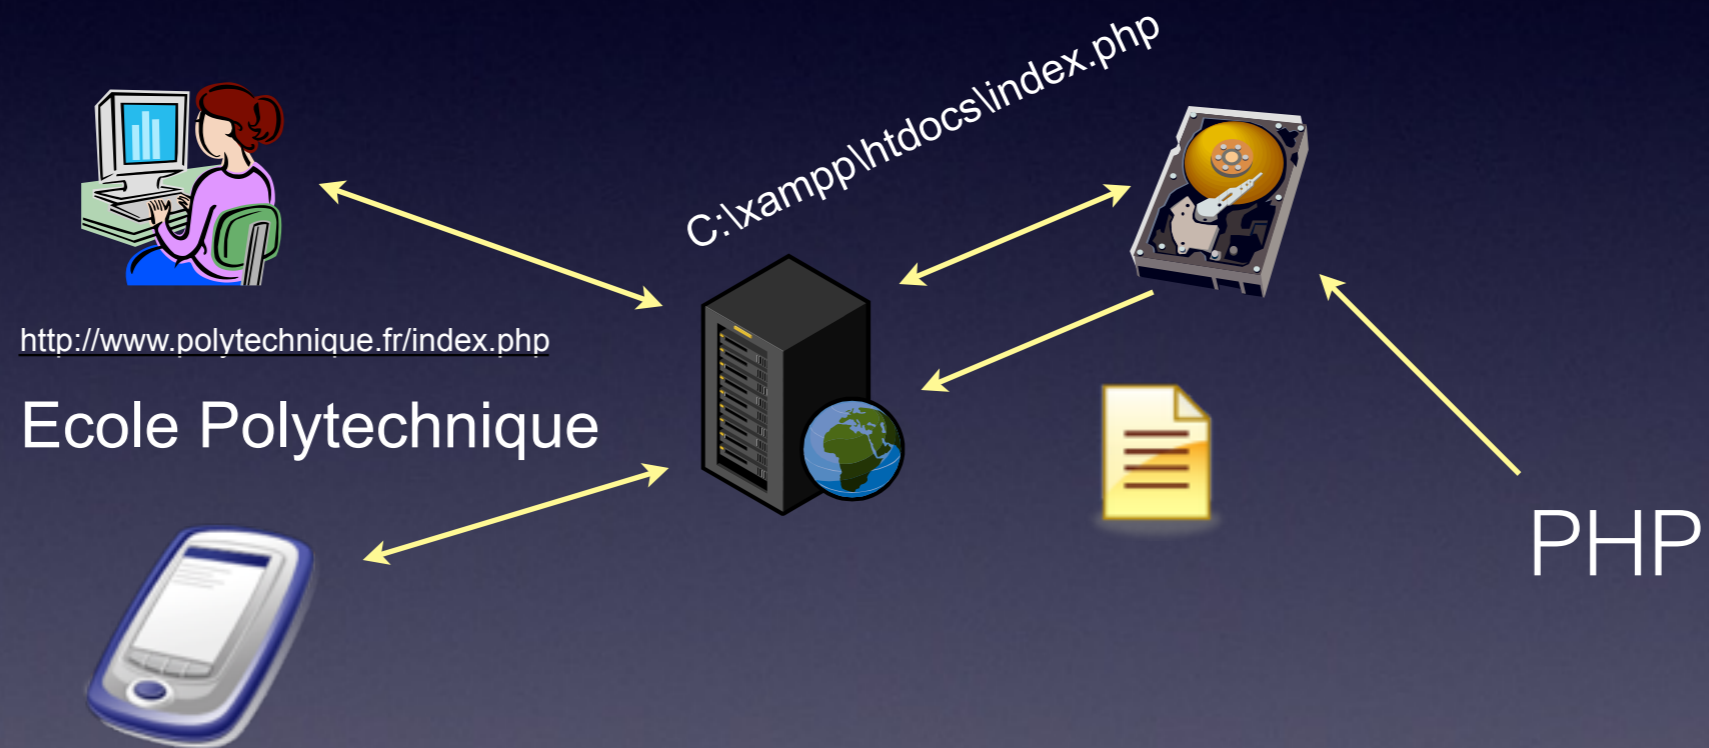 C:\xampp\htdocs\index.php
http://www.polytechnique.fr/index.php
Ecole Polytechnique
PHP